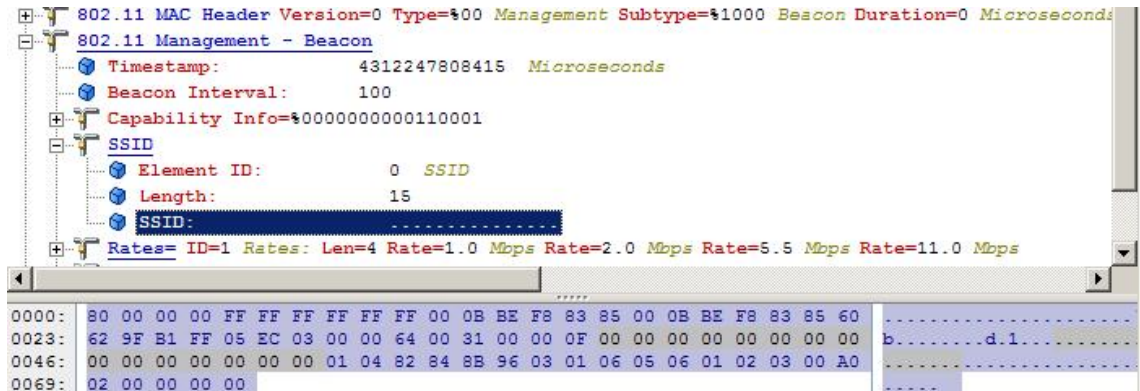 802.11 MAC Header Version=0 Type=%00 Management Subtype=%1000 Beacon Duration=0 Microseconds
802.11 Management - Beacon
Timestamp: 4312247808415 Microseconds
Beacon Interval: 100
Capability Info=%0000000000110001
SSID
Element ID: 0 SSID
Length: 15
SSID: ...............
Rates= ID=1 Rates: Len=4 Rate=1.0 Mbps Rate=2.0 Mbps Rate=5.5 Mbps Rate=11.0 Mbps
0000: 80 00 00 00 FF FF FF FF FF FF 00 0B BE F8 83 85 00 0B BE F8 83 85 60 .......................`
0023: 62 9F B1 FF 05 EC 03 00 00 64 00 31 00 00 0F 00 00 00 00 00 00 00 00 b........d.1...........
0046: 00 00 00 00 00 00 00 01 04 82 84 8B 96 03 01 06 05 06 01 02 03 00 A0 .......................
0069: 02 00 00 00 00 .....